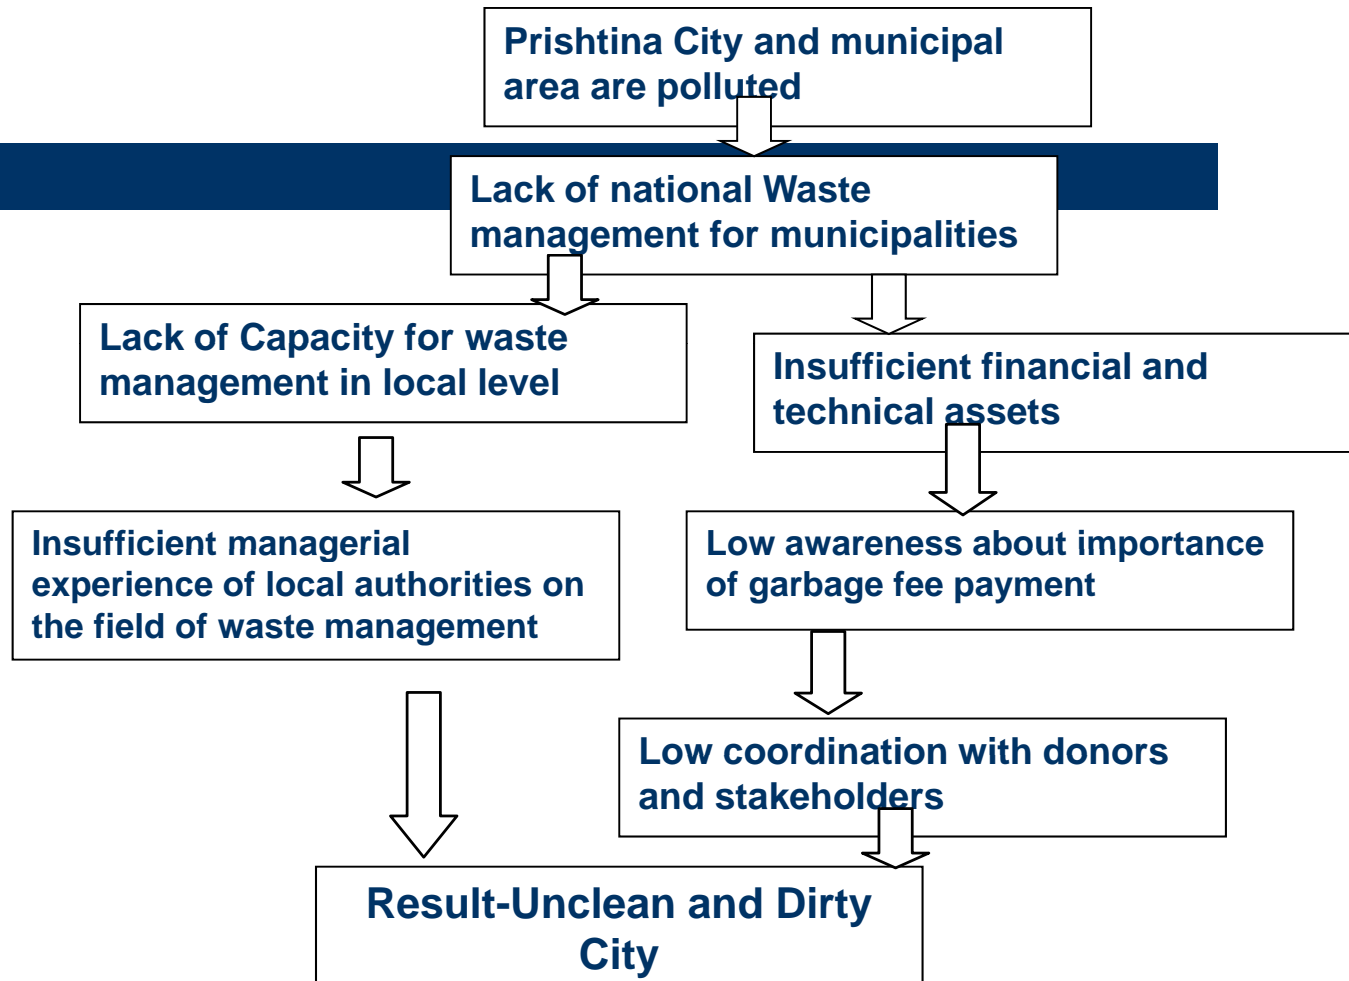 Prishtina City and municipal
area are polluted
Lack of national Waste
management for municipalities
Lack of Capacity for waste
management in local level
Insufficient financial and
technical assets
Insufficient managerial
experience of local authorities on
the field of waste management
Low awareness about importance
of garbage fee payment
Low coordination with donors
and stakeholders
Result-Unclean and Dirty
City